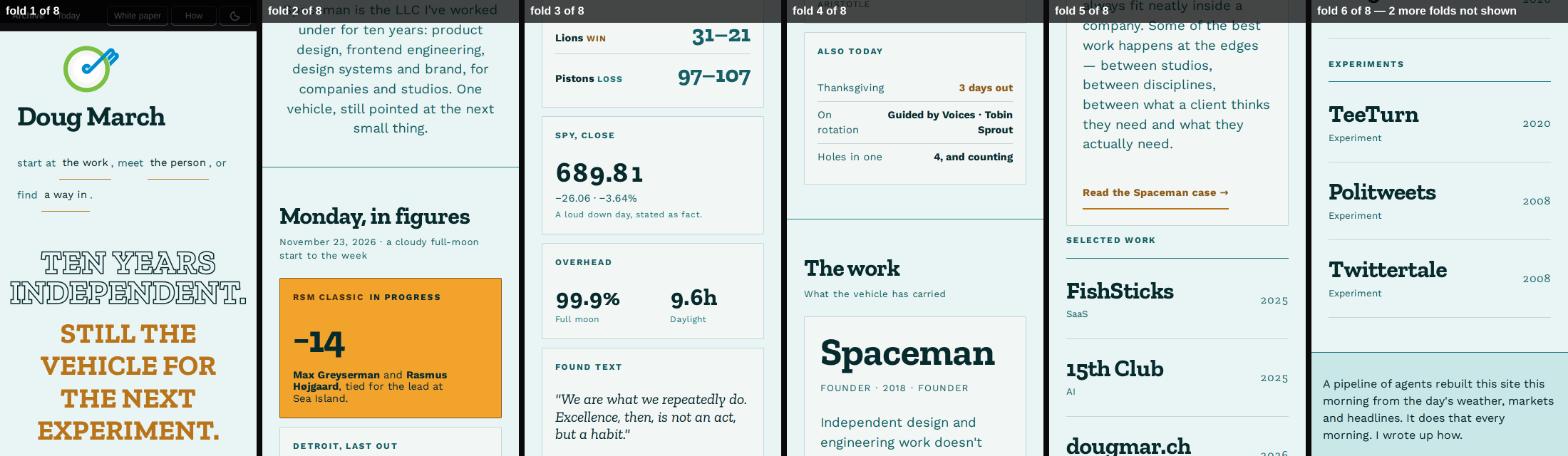 fold 1 of 8
Archive Today White paper How
Doug March
start at the work , meet the person , or
find a way in .
TEN YEARS
INDEPENDENT.
STILL THE
VEHICLE FOR
THE NEXT
EXPERIMENT.
fold 2 of 8
man is the LLC I've worked
under for ten years: product
design, frontend engineering,
design systems and brand, for
companies and studios. One
vehicle, still pointed at the next
small thing.
Monday, in figures
November 23, 2026 · a cloudy full-moon
start to the week
RSM CLASSIC IN PROGRESS
−14
Max Greyserman and Rasmus
Højgaard, tied for the lead at
Sea Island.
DETROIT, LAST OUT
fold 3 of 8
Lions WIN 31–21
Pistons LOSS 97–107
SPY, CLOSE
689.81
−26.06 · −3.64%
A loud down day, stated as fact.
OVERHEAD
99.9% 9.6h
Full moon Daylight
FOUND TEXT
"We are what we repeatedly do.
Excellence, then, is not an act,
but a habit."
fold 4 of 8
ARISTOTLE
ALSO TODAY
Thanksgiving 3 days out
On rotation Guided by Voices · Tobin
Sprout
Holes in one 4, and counting
The work
What the vehicle has carried
Spaceman
FOUNDER · 2018 · FOUNDER
Independent design and
engineering work doesn't
fold 5 of 8
always fit neatly inside a
company. Some of the best
work happens at the edges
— between studios,
between disciplines,
between what a client thinks
they need and what they
actually need.
Read the Spaceman case →
SELECTED WORK
FishSticks 2025
SaaS
15th Club 2025
AI
dougmar.ch 2026
fold 6 of 8 — 2 more folds not shown
EXPERIMENTS
TeeTurn 2020
Experiment
Politweets 2008
Experiment
Twittertale 2008
Experiment
A pipeline of agents rebuilt this site this
morning from the day's weather, markets
and headlines. It does that every
morning. I wrote up how.